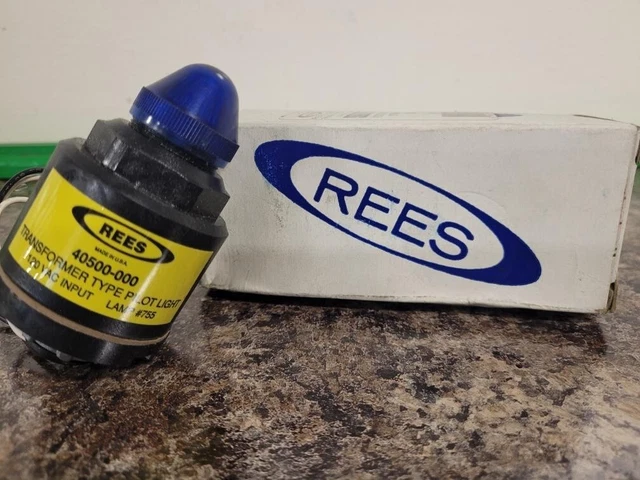 REES
MADE IN U.S.A.
40500-000
TRANSFORMER TYPE PILOT LIGHT
120 VAC INPUT LAMP #755
REES